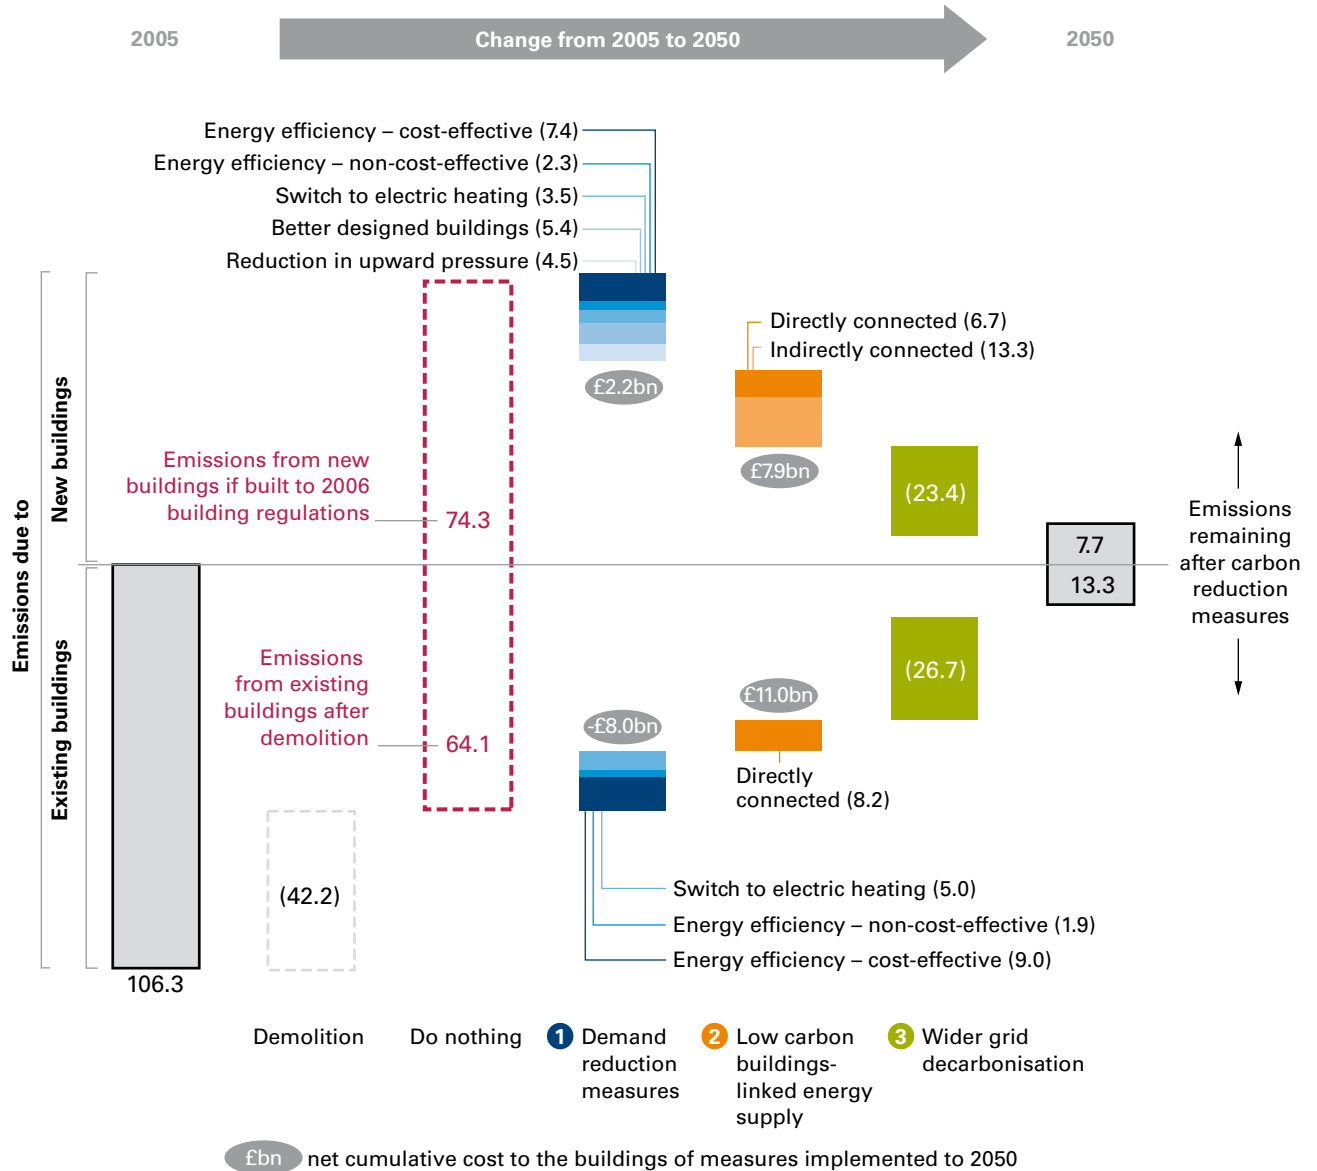 2005
Change from 2005 to 2050
2050
Energy efficiency – cost-effective (7.4)
Energy efficiency – non-cost-effective (2.3)
Switch to electric heating (3.5)
Better designed buildings (5.4)
Reduction in upward pressure (4.5)
£2.2bn
Directly connected (6.7)
Indirectly connected (13.3)
£7.9bn
Emissions due to
New buildings
Existing buildings
Emissions from new
buildings if built to 2006
building regulations
74.3
(23.4)
7.7
13.3
Emissions
remaining
after carbon
reduction
measures
Emissions
from existing
buildings after
demolition
64.1
-£8.0bn
£11.0bn
(26.7)
Directly
connected (8.2)
(42.2)
Switch to electric heating (5.0)
Energy efficiency – non-cost-effective (1.9)
Energy efficiency – cost-effective (9.0)
106.3
Demolition
Do nothing
1 Demand
reduction
measures
2 Low carbon
buildings-
linked energy
supply
3 Wider grid
decarbonisation
£bn net cumulative cost to the buildings of measures implemented to 2050